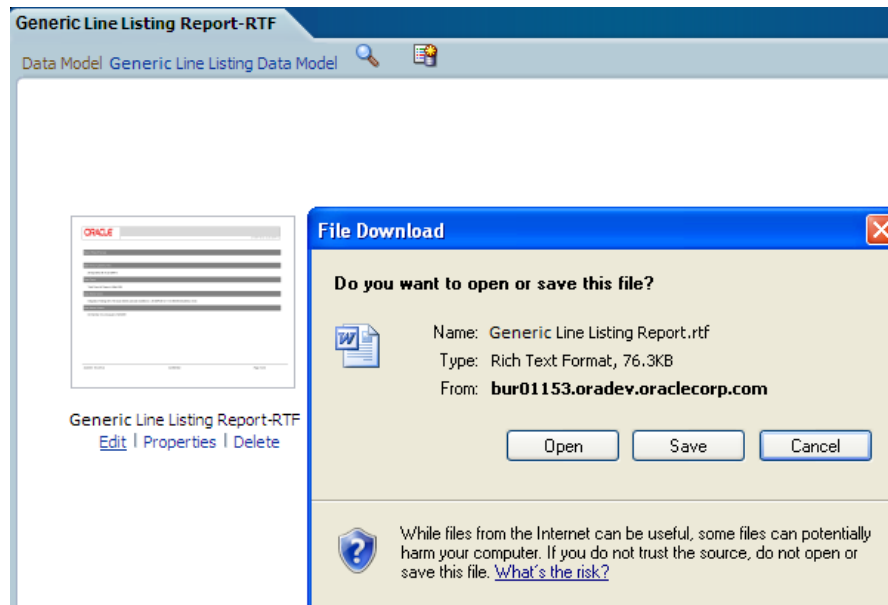 Generic Line Listing Report-RTF
Data Model Generic Line Listing Data Model
ORACLE
Generic Line Listing Report-RTF
Edit | Properties | Delete
File Download
Do you want to open or save this file?
Name: Generic Line Listing Report.rtf
Type: Rich Text Format, 76.3KB
From: bur01153.oradev.oraclecorp.com
Open Save Cancel
While files from the Internet can be useful, some files can potentially
harm your computer. If you do not trust the source, do not open or
save this file. What's the risk?